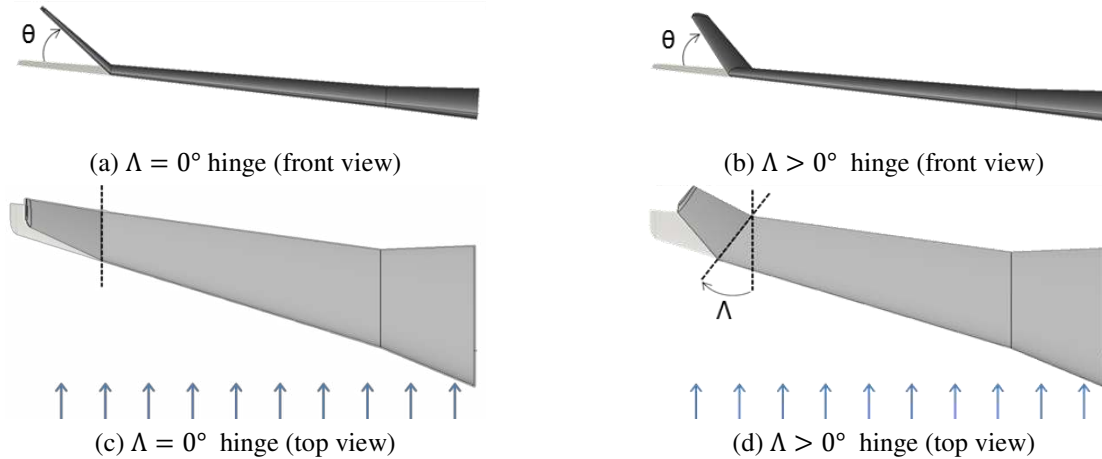 θ
θ
(a) Λ = 0° hinge (front view)
(b) Λ > 0° hinge (front view)
Λ
(c) Λ = 0° hinge (top view)
(d) Λ > 0° hinge (top view)